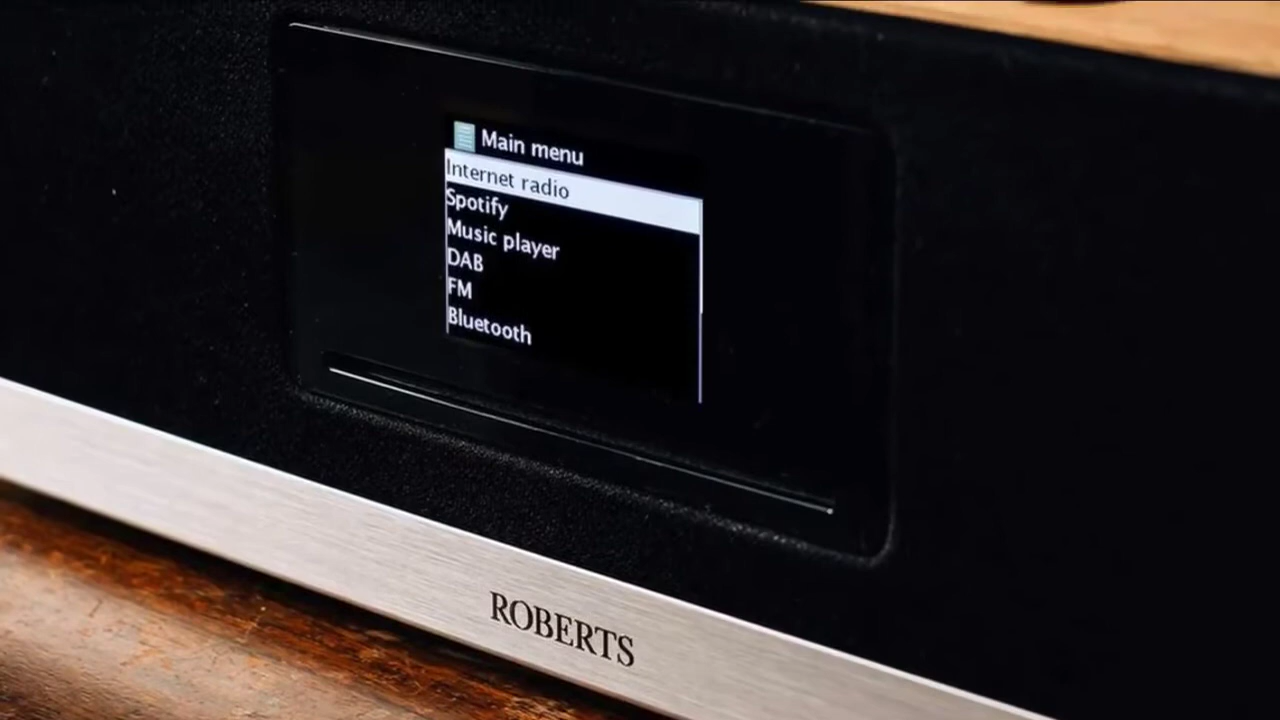 Main menu
Internet radio
Spotify
Music player
DAB
FM
Bluetooth
ROBERTS